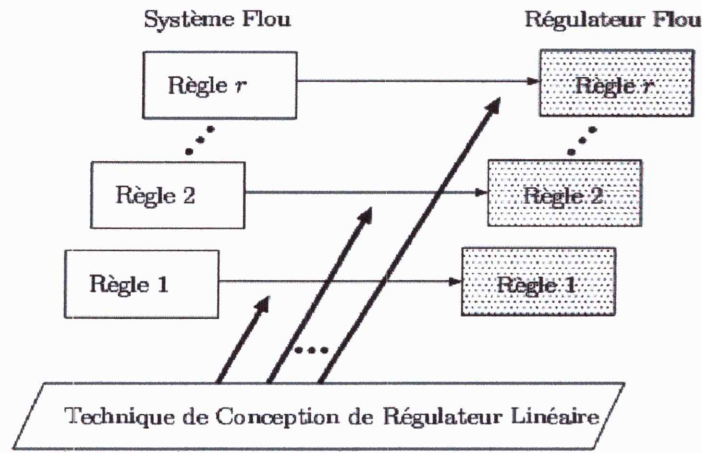 Système Flou
Régulateur Flou
Règle r
Règle r
Règle 2
Règle 2
Règle 1
Règle 1
Technique de Conception de Régulateur Linéaire